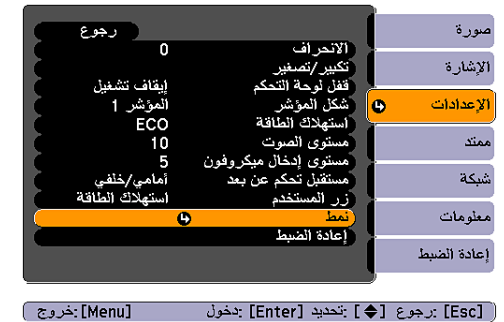 رجوع
الانحراف 0
تكبير/تصغير
قفل لوحة التحكم إيقاف تشغيل
شكل المؤشر المؤشر 1
استهلاك الطاقة ECO
مستوى الصوت 10
مستوى إدخال ميكروفون 5
مستقبل تحكم عن بعد أمامي/خلفي
زر المستخدم استهلاك الطاقة
نمط
إعادة الضبط
صورة
الإشارة
الإعدادات
ممتد
شبكة
معلومات
إعادة الضبط
[Esc] :رجوع [◆] :تحديد [Enter] :دخول [Menu] :خروج